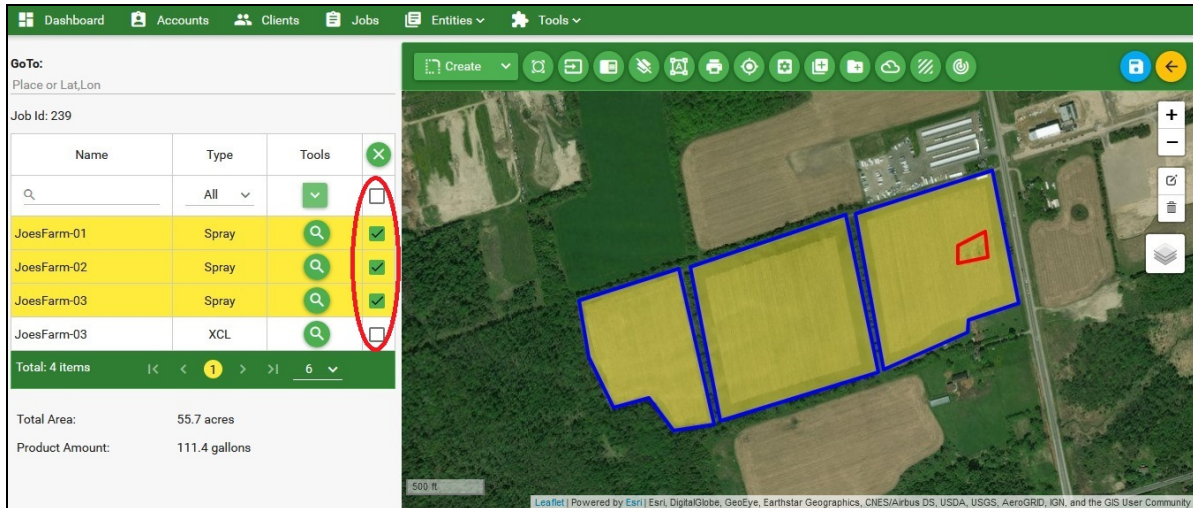 Dashboard Accounts Clients Jobs Entities Tools
GoTo:
Place or Lat,Lon
Job Id: 239
Name Type Tools
All
JoesFarm-01 Spray
JoesFarm-02 Spray
JoesFarm-03 Spray
JoesFarm-03 XCL
Total: 4 items |< < 1 > >| 6
Total Area: 55.7 acres
Product Amount: 111.4 gallons
Create
A
+
−
500 ft
Leaflet | Powered by Esri | Esri, DigitalGlobe, GeoEye, Earthstar Geographics, CNES/Airbus DS, USDA, USGS, AeroGRID, IGN, and the GIS User Community